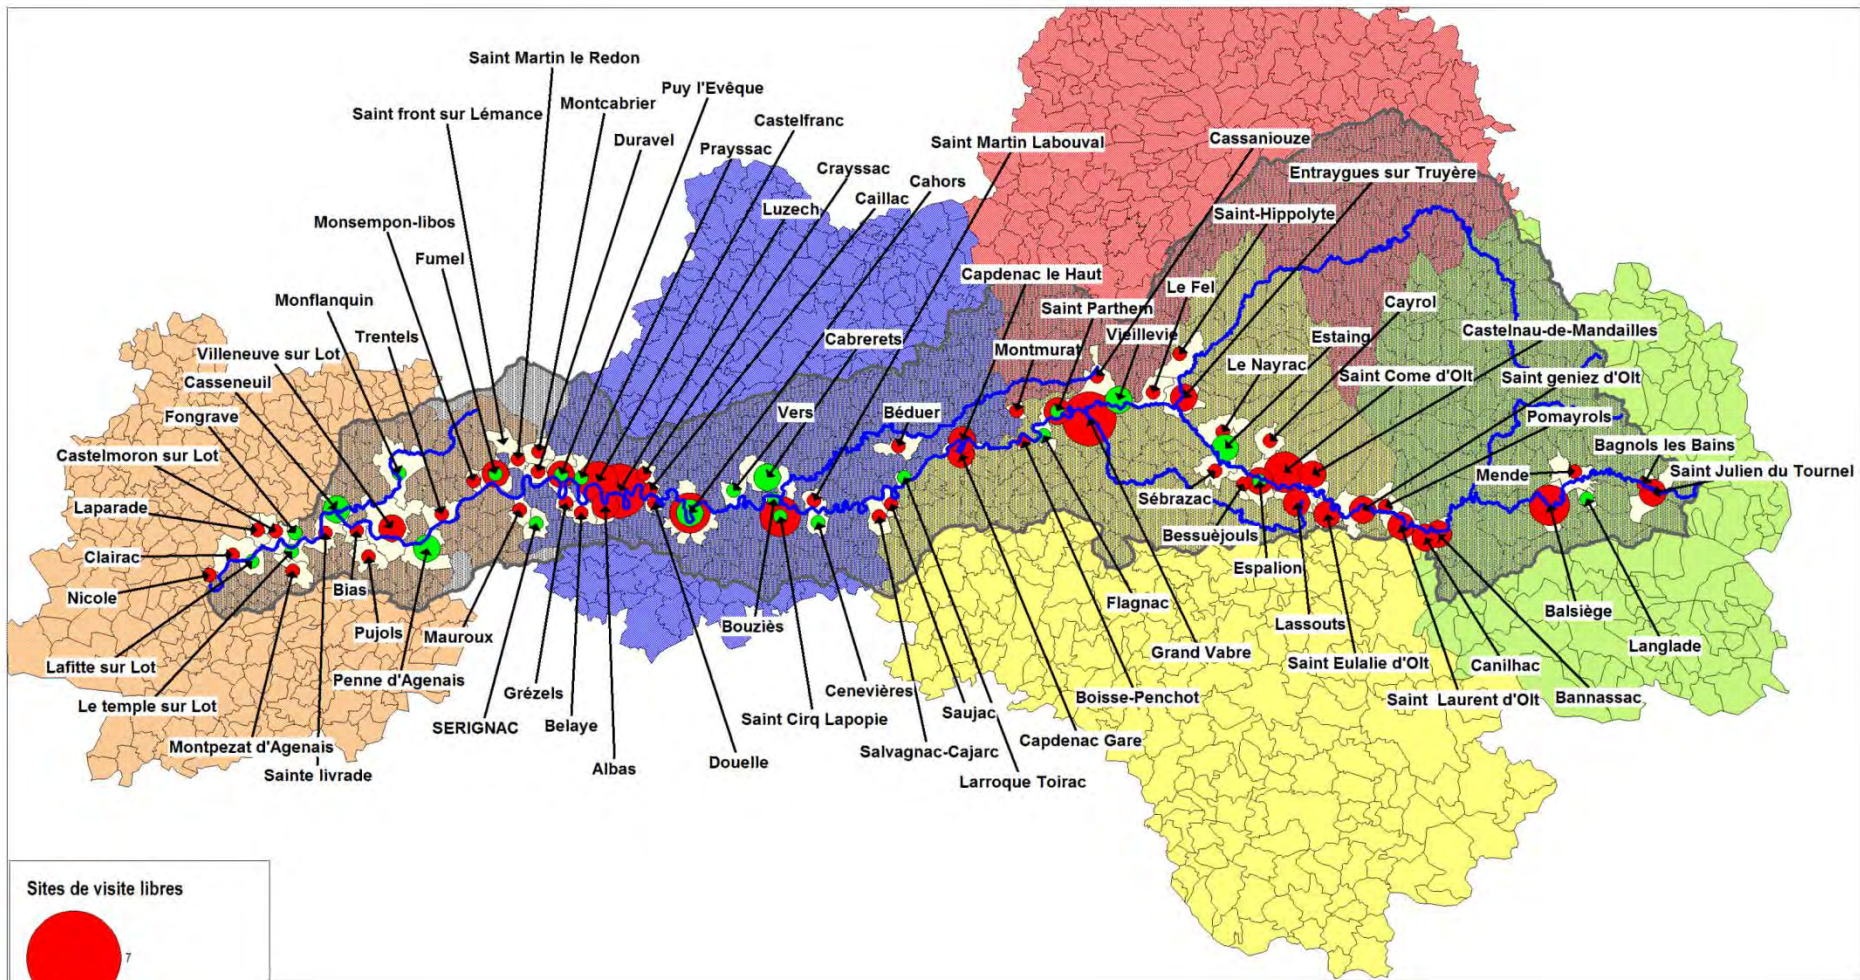 Saint Martin le Redon
Puy l'Evêque
Montcabrier
Saint front sur Lémance
Castelfranc
Duravel
Prayssac
Saint Martin Labouval
Cassaniouze
Crayssac
Entraygues sur Truyère
Cahors
Caillac
Luzech
Saint-Hippolyte
Monsempon-libos
Fumel
Capdenac le Haut
Le Fel
Monflanquin
Saint Parthem
Cayrol
Castelnau-de-Mandailles
Trentels
Cabrerets
Vieillevie
Estaing
Villeneuve sur Lot
Montmurat
Le Nayrac
Casseneuil
Saint Come d'Olt
Saint geniez d'Olt
Fongrave
Vers
Béduer
Pomayrols
Castelmoron sur Lot
Bagnols les Bains
Mende
Saint Julien du Tournel
Laparade
Sébrazac
Bessuèjouls
Clairac
Espalion
Nicole
Bias
Flagnac
Balsiège
Pujols
Mauroux
Bouziès
Lassouts
Langlade
Grand Vabre
Lafitte sur Lot
Saint Eulalie d'Olt
Canilhac
Penne d'Agenais
Grézels
Cenevières
Boisse-Penchot
Saint Laurent d'Olt
Bannassac
Le temple sur Lot
Saujac
SERIGNAC
Belaye
Saint Cirq Lapopie
Capdenac Gare
Montpezat d'Agenais
Salvagnac-Cajarc
Sainte livrade
Albas
Douelle
Larroque Toirac
Sites de visite libres
7